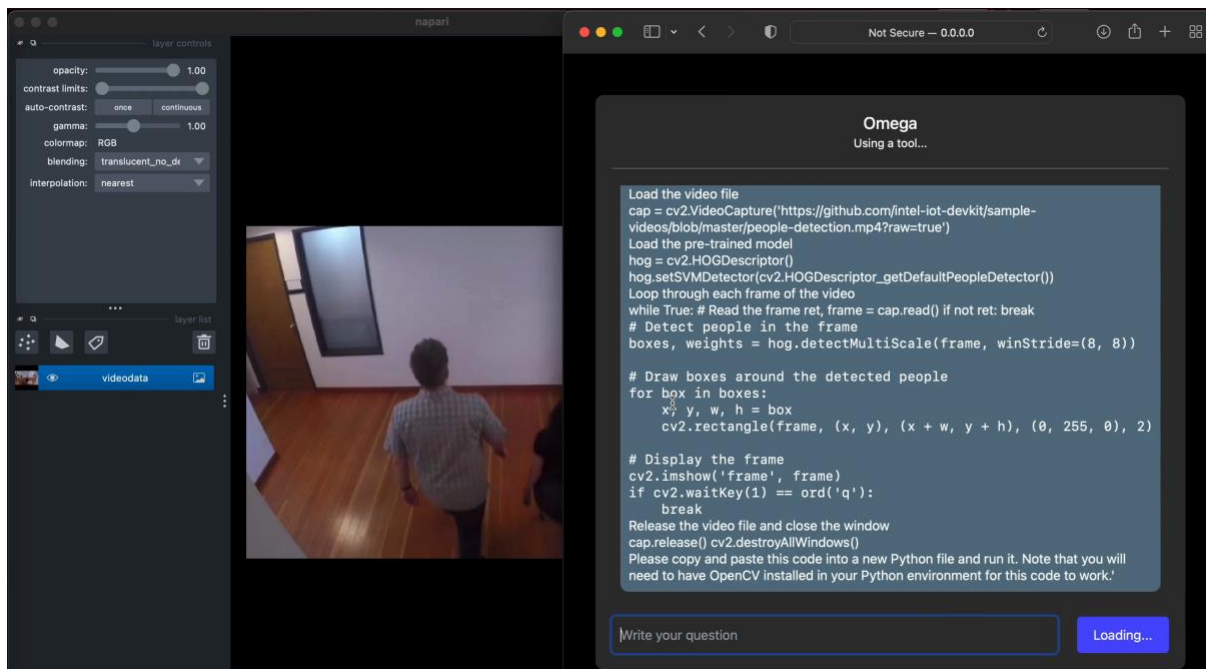 napari
layer controls
opacity: 1.00
contrast limits:
auto-contrast: once continuous
gamma: 1.00
colormap: RGB
blending: translucent_no_de
interpolation: nearest
layer list
videodata
Not Secure — 0.0.0.0
Omega
Using a tool...
Load the video file
cap = cv2.VideoCapture('https://github.com/intel-iot-devkit/sample-
videos/blob/master/people-detection.mp4?raw=true')
Load the pre-trained model
hog = cv2.HOGDescriptor()
hog.setSVMDetector(cv2.HOGDescriptor_getDefaultPeopleDetector())
Loop through each frame of the video
while True: # Read the frame ret, frame = cap.read() if not ret: break
# Detect people in the frame
boxes, weights = hog.detectMultiScale(frame, winStride=(8, 8))
# Draw boxes around the detected people
for box in boxes:
x, y, w, h = box
cv2.rectangle(frame, (x, y), (x + w, y + h), (0, 255, 0), 2)
# Display the frame
cv2.imshow('frame', frame)
if cv2.waitKey(1) == ord('q'):
break
Release the video file and close the window
cap.release() cv2.destroyAllWindows()
Please copy and paste this code into a new Python file and run it. Note that you will
need to have OpenCV installed in your Python environment for this code to work.'
Write your question
Loading...